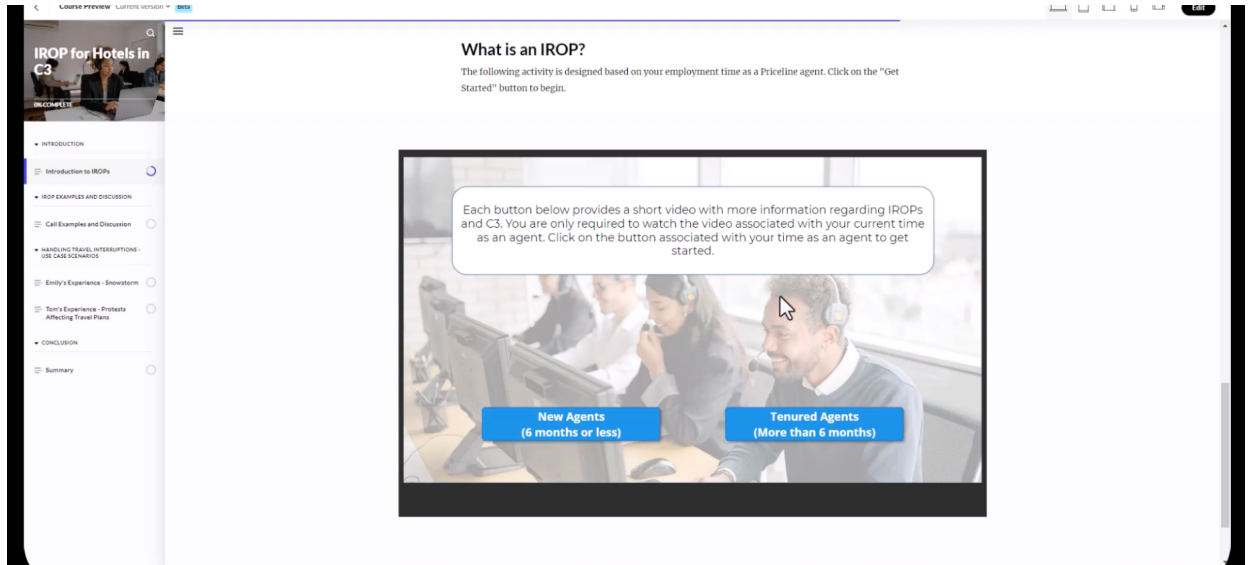 Course Preview Current version Beta
Edit
IROP for Hotels in
C3
0% COMPLETE
INTRODUCTION
Introduction to IROPs
IROP EXAMPLES AND DISCUSSION
Call Examples and Discussion
HANDLING TRAVEL INTERRUPTIONS -
USE CASE SCENARIOS
Emily's Experience - Snowstorm
Tom's Experience - Protests
Affecting Travel Plans
CONCLUSION
Summary
What is an IROP?
The following activity is designed based on your employment time as a Priceline agent. Click on the "Get
Started" button to begin.
Each button below provides a short video with more information regarding IROPs
and C3. You are only required to watch the video associated with your current time
as an agent. Click on the button associated with your time as an agent to get
started.
New Agents
(6 months or less)
Tenured Agents
(More than 6 months)